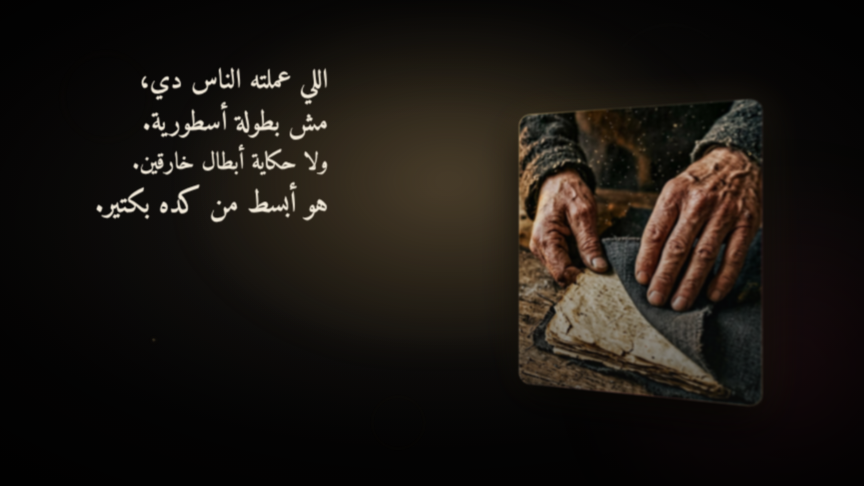 اللي عملته الناس دي،
مش بطولة أسطورية.
ولا حكاية أبطال خارقين.
هو أبسط من كده بكتير.